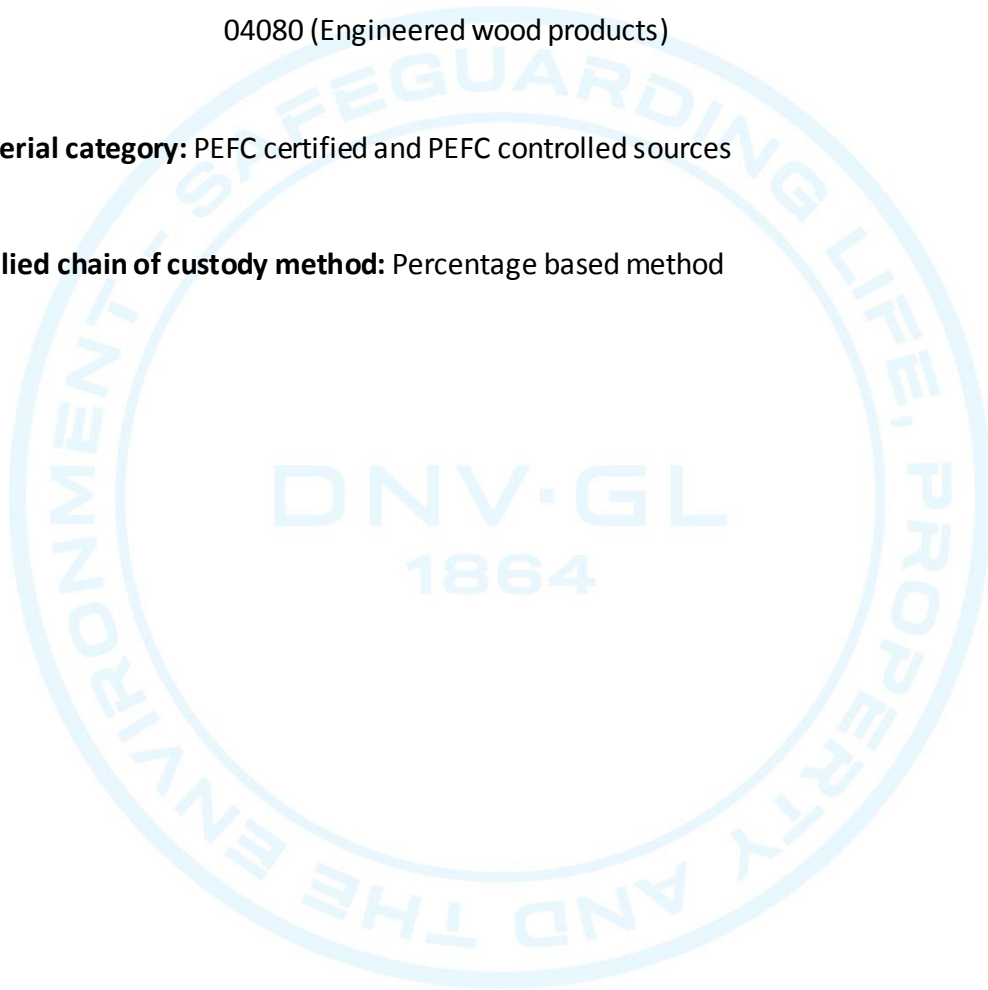 04080 (Engineered wood products)
erial category: PEFC certified and PEFC controlled sources
lied chain of custody method: Percentage based method
SAFEGUARDING LIFE, PROPERTY AND THE ENVIRONMENT -
DNV·GL
1864